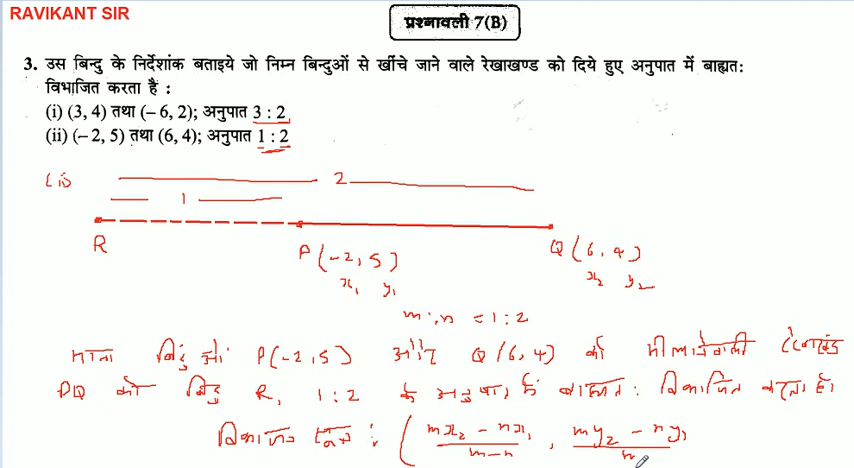 RAVIKANT SIR
प्रश्नावली 7(B)
3. उस बिन्दु के निर्देशांक बताइये जो निम्न बिन्दुओं से खींचे जाने वाले रेखाखण्ड को दिये हुए अनुपात में बाह्यत:
विभाजित करता है :
(i) (3, 4) तथा (– 6, 2); अनुपात 3 : 2
(ii) (– 2, 5) तथा (6, 4); अनुपात 1 : 2
(ii)
2
1
R P(-2, 5) Q(6, 4)
x₁ y₁ x₂ y₂
m:n = 1:2
माना बिंदुओं P(-2,5) और Q(6,4) को मीलानेवाली रेखाखंड
PQ को बिंदु R, 1:2 के अनुपात में बाह्यत: विभाजित करता है।
विभाजन सूत्र : ( mx₂ - nx₁ / m-n , my₂ - ny₁